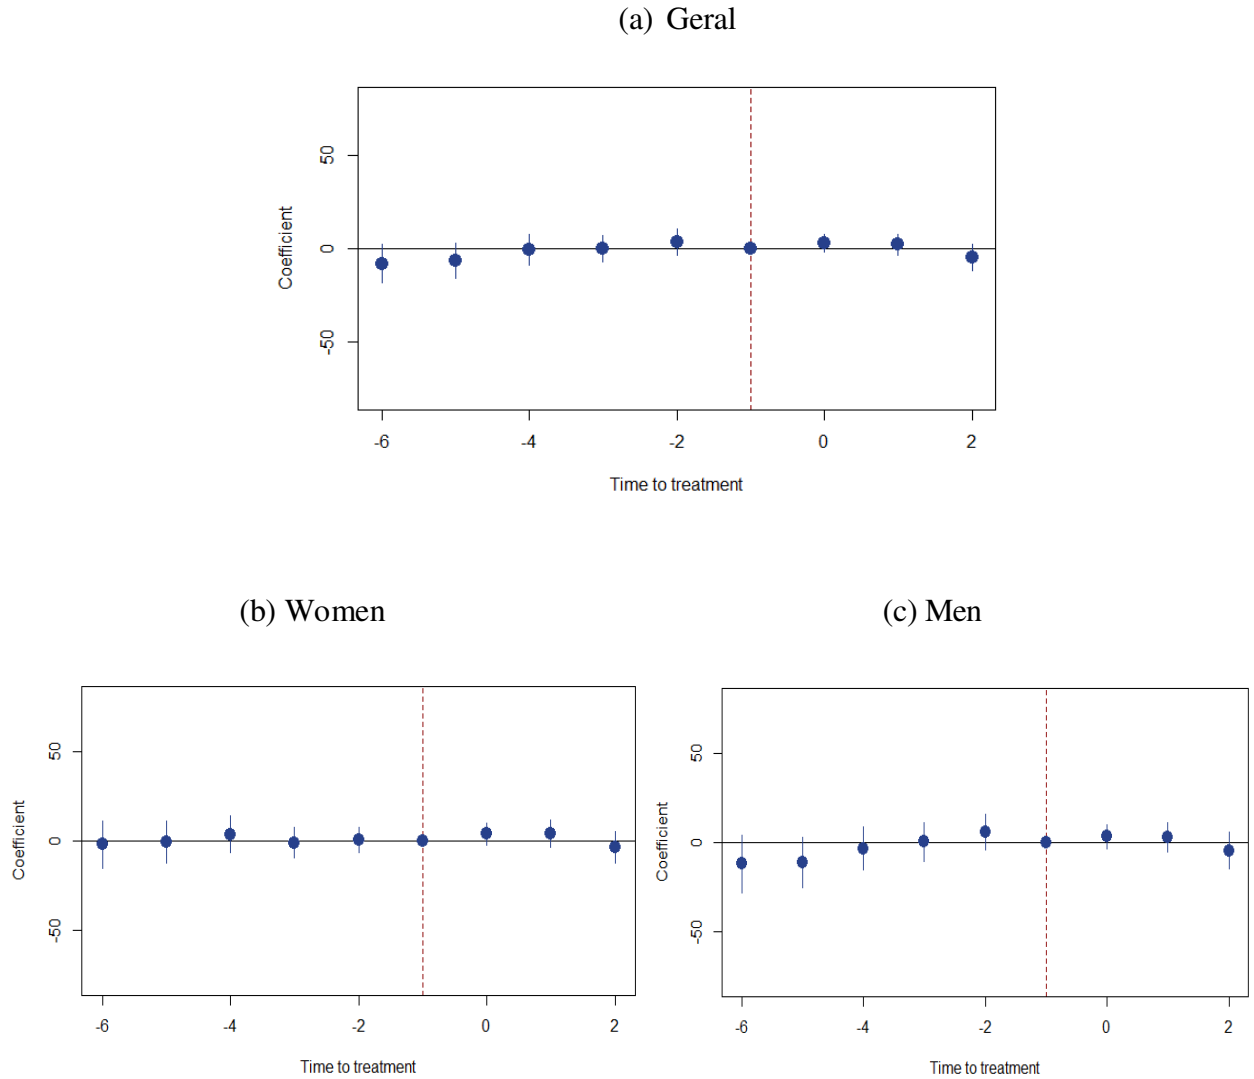 (a) Geral
50
0
-50
Coefficient
-6 -4 -2 0 2
Time to treatment
(b) Women
50
0
-50
Coefficient
-6 -4 -2 0 2
Time to treatment
(c) Men
50
0
-50
Coefficient
-6 -4 -2 0 2
Time to treatment